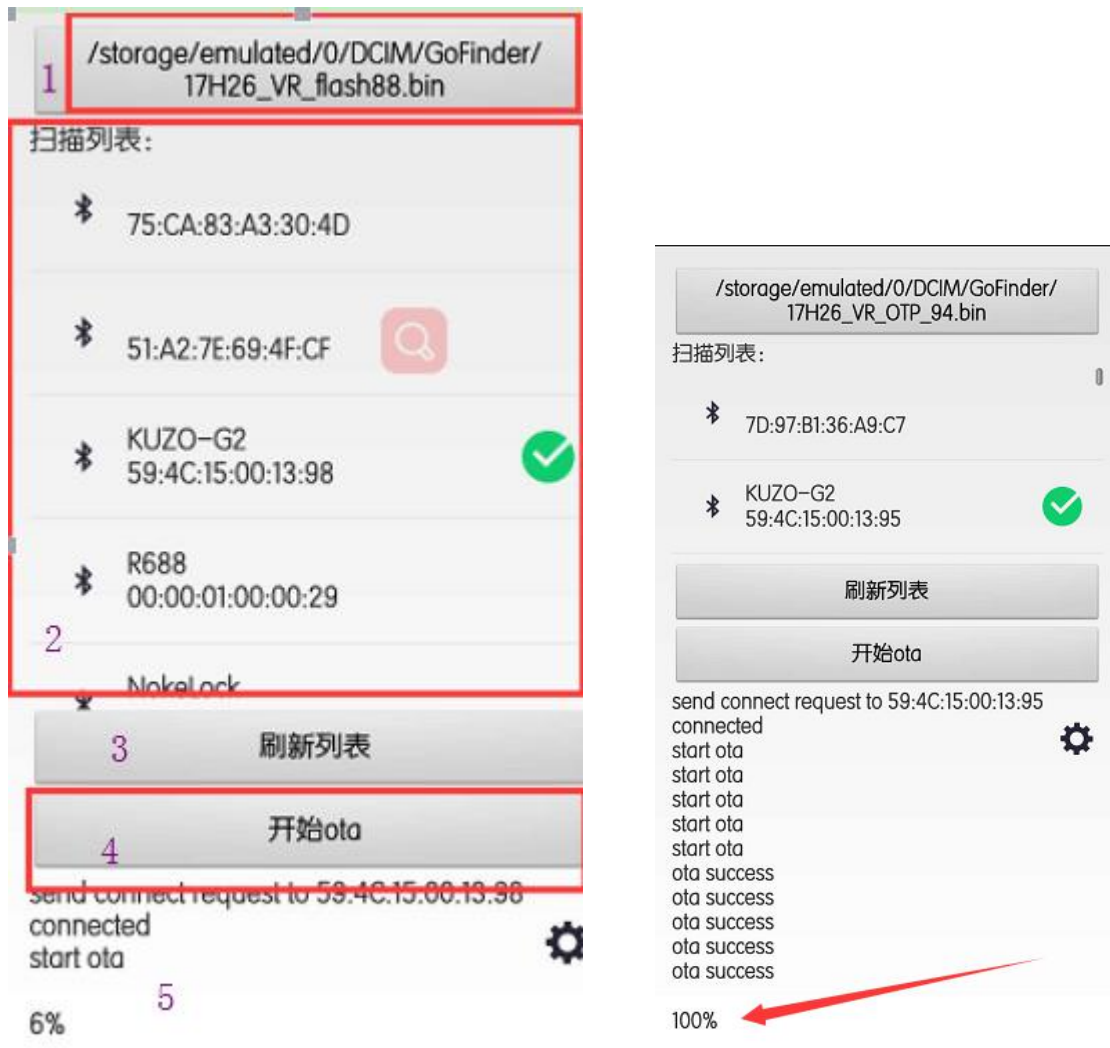 1
/storage/emulated/0/DCIM/GoFinder/
17H26_VR_flash88.bin
扫描列表:
75:CA:83:A3:30:4D
51:A2:7E:69:4F:CF
KUZO-G2
59:4C:15:00:13:98
R688
00:00:01:00:00:29
2
NokeLock
3
刷新列表
4
开始ota
send connect request to 59:4C:15:00:13:98
connected
start ota
5
6%
/storage/emulated/0/DCIM/GoFinder/
17H26_VR_OTP_94.bin
扫描列表:
7D:97:B1:36:A9:C7
KUZO-G2
59:4C:15:00:13:95
刷新列表
开始ota
send connect request to 59:4C:15:00:13:95
connected
start ota
start ota
start ota
start ota
start ota
ota success
ota success
ota success
ota success
ota success
100%